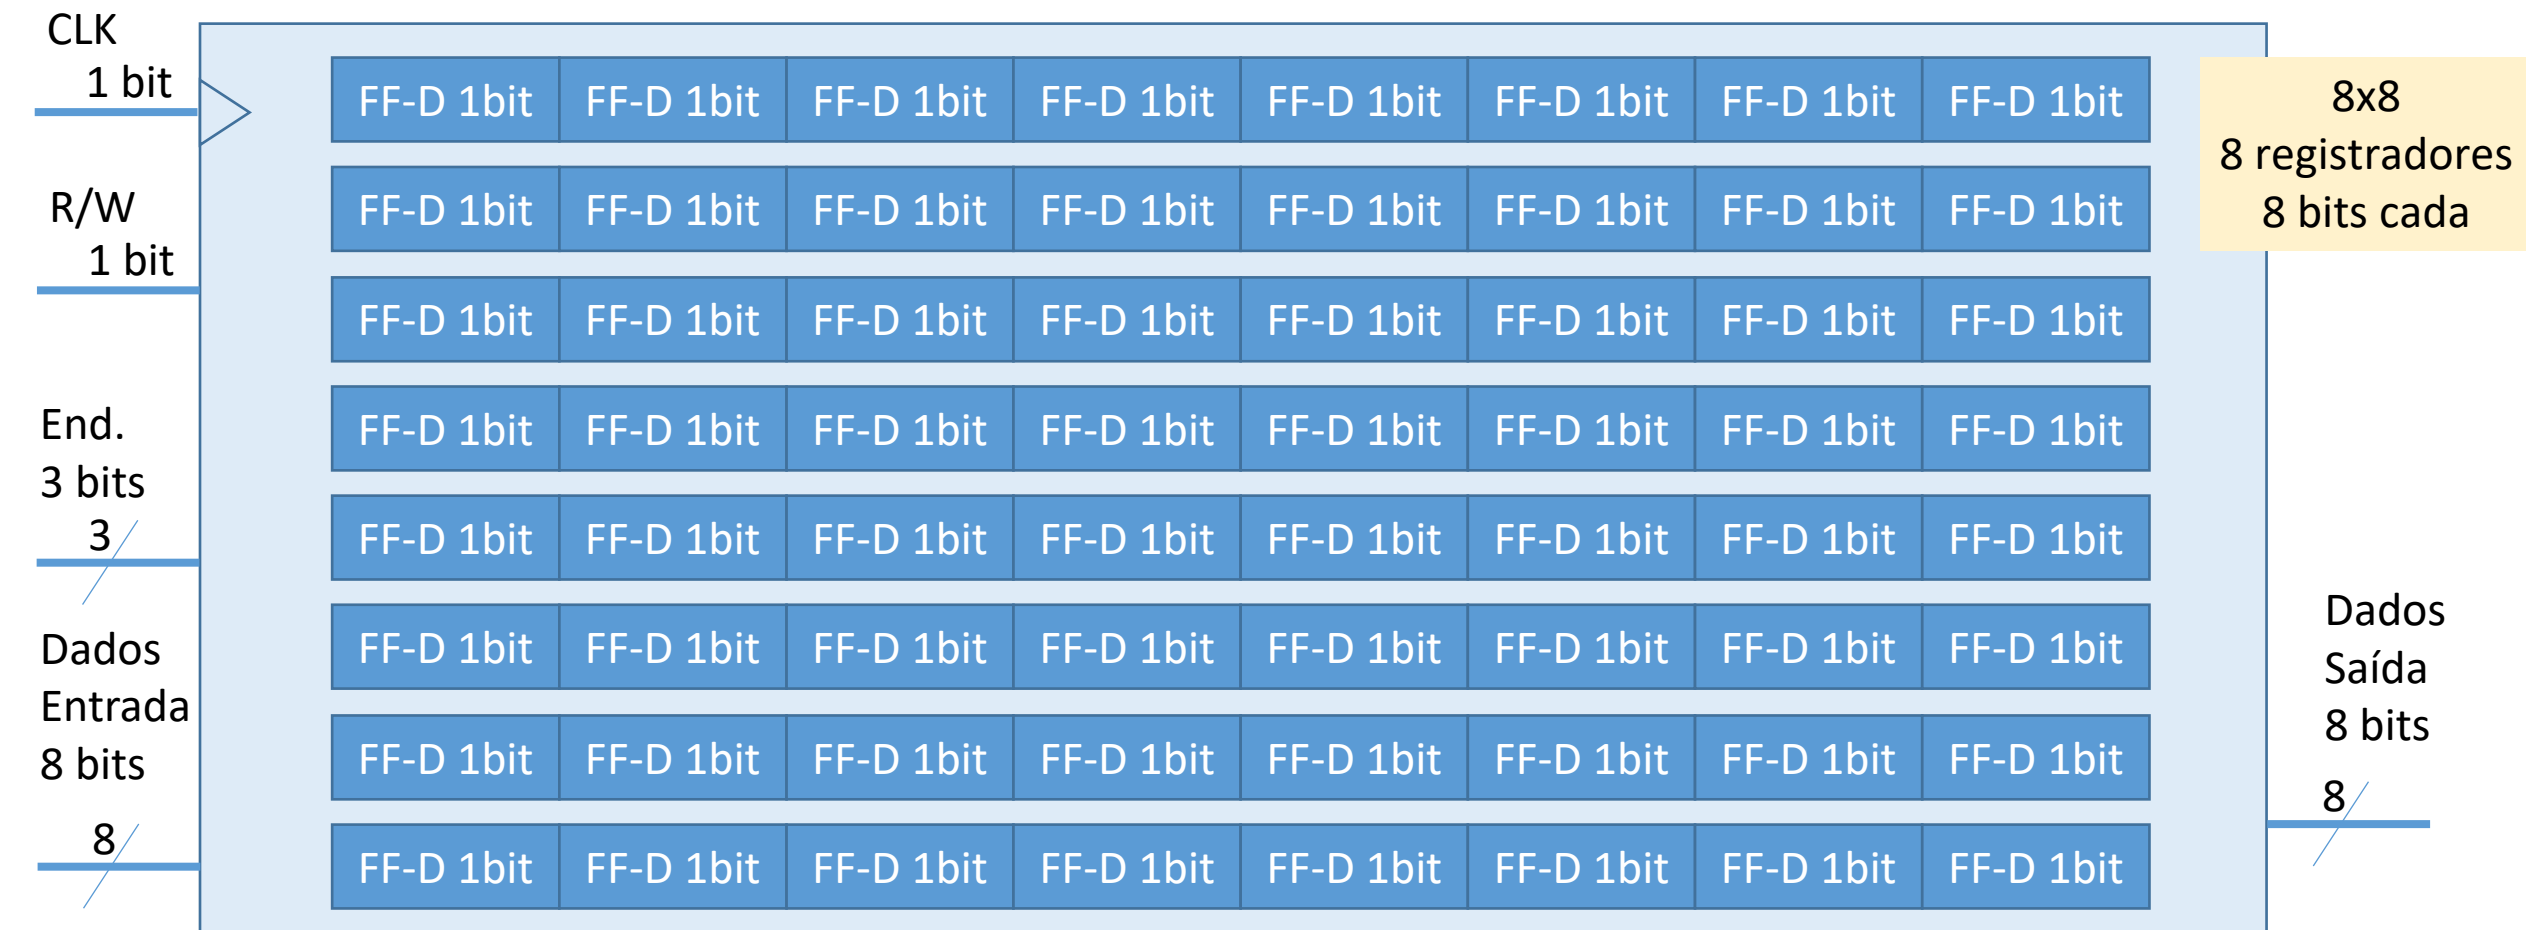 CLK
1 bit
R/W
1 bit
End.
3 bits
3
Dados
Entrada
8 bits
8
FF-D 1bit FF-D 1bit FF-D 1bit FF-D 1bit FF-D 1bit FF-D 1bit FF-D 1bit FF-D 1bit
FF-D 1bit FF-D 1bit FF-D 1bit FF-D 1bit FF-D 1bit FF-D 1bit FF-D 1bit FF-D 1bit
FF-D 1bit FF-D 1bit FF-D 1bit FF-D 1bit FF-D 1bit FF-D 1bit FF-D 1bit FF-D 1bit
FF-D 1bit FF-D 1bit FF-D 1bit FF-D 1bit FF-D 1bit FF-D 1bit FF-D 1bit FF-D 1bit
FF-D 1bit FF-D 1bit FF-D 1bit FF-D 1bit FF-D 1bit FF-D 1bit FF-D 1bit FF-D 1bit
FF-D 1bit FF-D 1bit FF-D 1bit FF-D 1bit FF-D 1bit FF-D 1bit FF-D 1bit FF-D 1bit
FF-D 1bit FF-D 1bit FF-D 1bit FF-D 1bit FF-D 1bit FF-D 1bit FF-D 1bit FF-D 1bit
FF-D 1bit FF-D 1bit FF-D 1bit FF-D 1bit FF-D 1bit FF-D 1bit FF-D 1bit FF-D 1bit
8x8
8 registradores
8 bits cada
Dados
Saída
8 bits
8